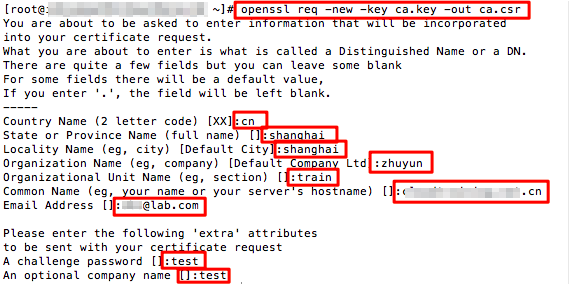 [root@ ~]# openssl req -new -key ca.key -out ca.csr
You are about to be asked to enter information that will be incorporated
into your certificate request.
What you are about to enter is what is called a Distinguished Name or a DN.
There are quite a few fields but you can leave some blank
For some fields there will be a default value,
If you enter '.', the field will be left blank.
-----
Country Name (2 letter code) [XX]:cn
State or Province Name (full name) []:shanghai
Locality Name (eg, city) [Default City]:shanghai
Organization Name (eg, company) [Default Company Ltd]:zhuyun
Organizational Unit Name (eg, section) []:train
Common Name (eg, your name or your server's hostname) []: .cn
Email Address []: @lab.com
Please enter the following 'extra' attributes
to be sent with your certificate request
A challenge password []:test
An optional company name []:test